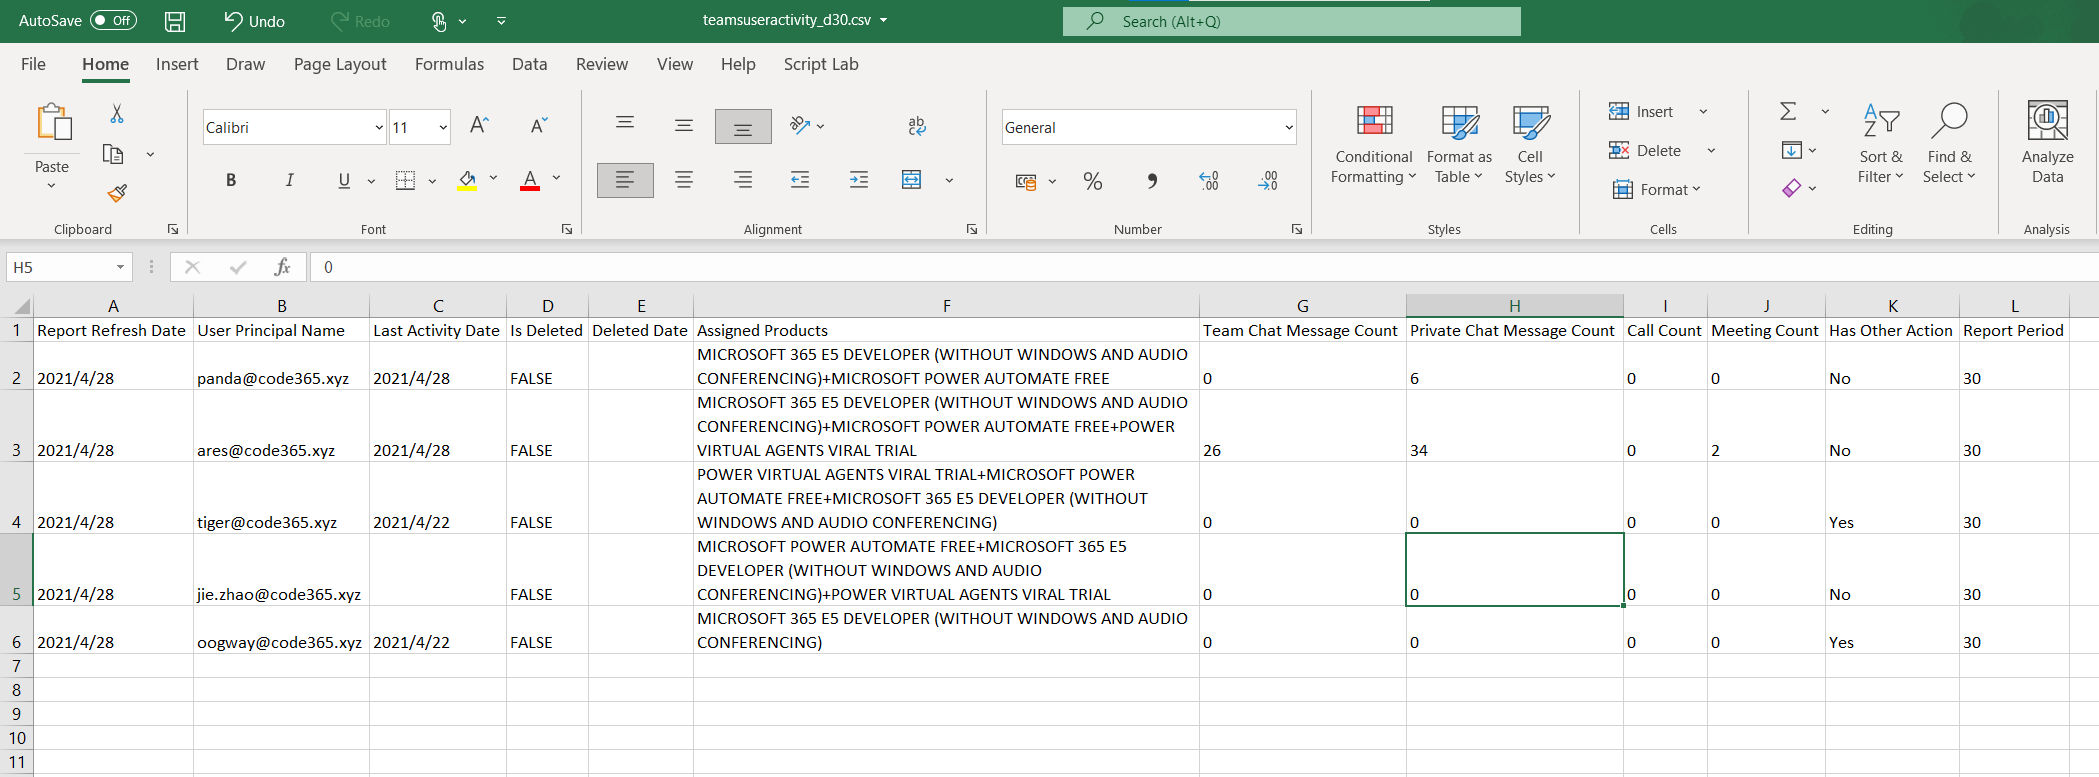 AutoSave Off Undo Redo teamsuseractivity_d30.csv Search (Alt+Q)
File Home Insert Draw Page Layout Formulas Data Review View Help Script Lab
Paste
Clipboard
Calibri 11
B I U A
Font
ab
c
Alignment
General
% , .00 .00
Number
Conditional Formatting
Format as Table
Cell Styles
Styles
Insert
Delete
Format
Cells
Sort & Filter
Find & Select
Editing
Analyze Data
Analysis
H5 fx 0
A B C D E F G H I J K L
1 Report Refresh Date User Principal Name Last Activity Date Is Deleted Deleted Date Assigned Products Team Chat Message Count Private Chat Message Count Call Count Meeting Count Has Other Action Report Period
MICROSOFT 365 E5 DEVELOPER (WITHOUT WINDOWS AND AUDIO
2 2021/4/28 panda@code365.xyz 2021/4/28 FALSE CONFERENCING)+MICROSOFT POWER AUTOMATE FREE 0 6 0 0 No 30
MICROSOFT 365 E5 DEVELOPER (WITHOUT WINDOWS AND AUDIO
CONFERENCING)+MICROSOFT POWER AUTOMATE FREE+POWER
3 2021/4/28 ares@code365.xyz 2021/4/28 FALSE VIRTUAL AGENTS VIRAL TRIAL 26 34 0 2 No 30
POWER VIRTUAL AGENTS VIRAL TRIAL+MICROSOFT POWER
AUTOMATE FREE+MICROSOFT 365 E5 DEVELOPER (WITHOUT
4 2021/4/28 tiger@code365.xyz 2021/4/22 FALSE WINDOWS AND AUDIO CONFERENCING) 0 0 0 0 Yes 30
MICROSOFT POWER AUTOMATE FREE+MICROSOFT 365 E5
DEVELOPER (WITHOUT WINDOWS AND AUDIO
5 2021/4/28 jie.zhao@code365.xyz FALSE CONFERENCING)+POWER VIRTUAL AGENTS VIRAL TRIAL 0 0 0 0 No 30
MICROSOFT 365 E5 DEVELOPER (WITHOUT WINDOWS AND AUDIO
6 2021/4/28 oogway@code365.xyz 2021/4/22 FALSE CONFERENCING) 0 0 0 0 Yes 30
7
8
9
10
11